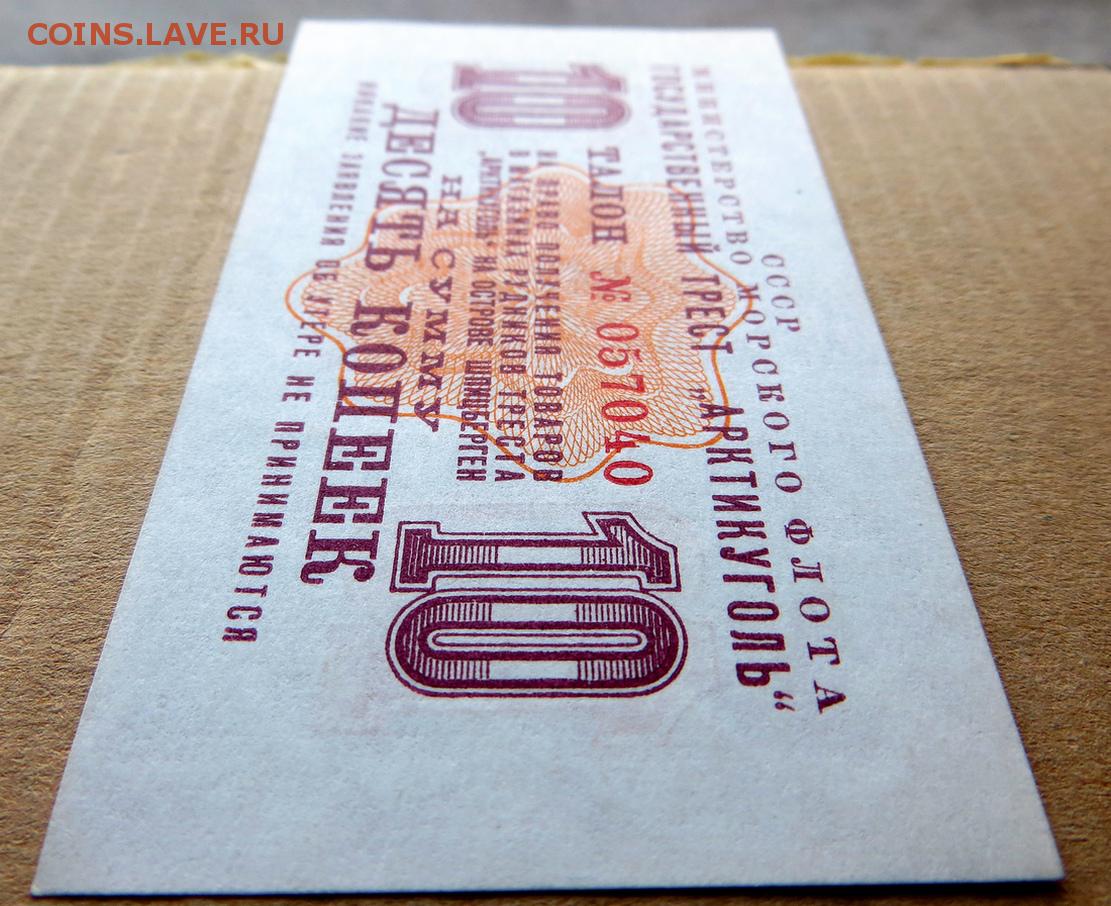 COINS.LAVE.RU
СССР
МИНИСТЕРСТВО МОРСКОГО ФЛОТА
ГОСУДАРСТВЕННЫЙ ТРЕСТ „АРКТИКУГОЛЬ“
10 ТАЛОН № 057040 10
НА ПРАВО ПОЛУЧЕНИЯ ТОВАРОВ
В МАГАЗИНАХ РУДНИКОВ ТРЕСТА
„АРКТИКУГОЛЬ“ НА ОСТРОВЕ ШПИЦБЕРГЕН
НА СУММУ
ДЕСЯТЬ КОПЕЕК
НИКАКИЕ ЗАЯВЛЕНИЯ ОБ УТЕРЕ НЕ ПРИНИМАЮТСЯ